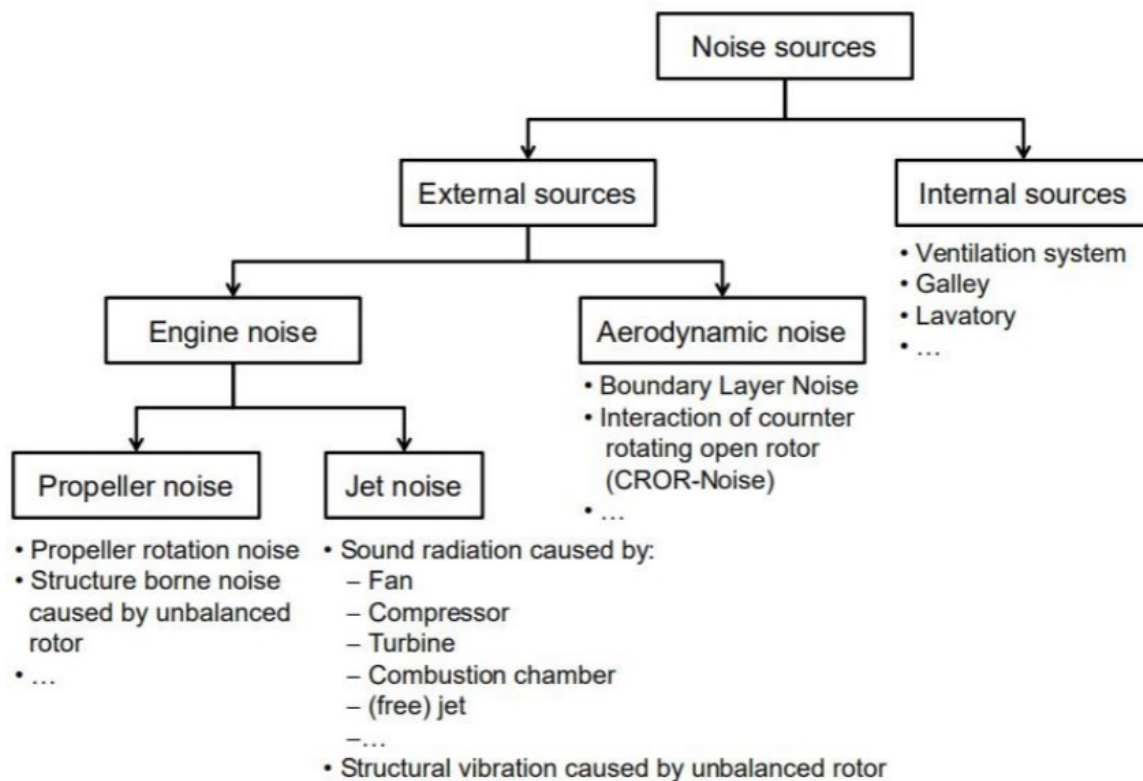 Noise sources
External sources
Internal sources
• Ventilation system
• Galley
• Lavatory
• …
Engine noise
Aerodynamic noise
• Boundary Layer Noise
• Interaction of cournter
rotating open rotor
(CROR-Noise)
• …
Propeller noise
Jet noise
• Propeller rotation noise
• Structure borne noise
caused by unbalanced
rotor
• …
• Sound radiation caused by:
– Fan
– Compressor
– Turbine
– Combustion chamber
– (free) jet
–…
• Structural vibration caused by unbalanced rotor